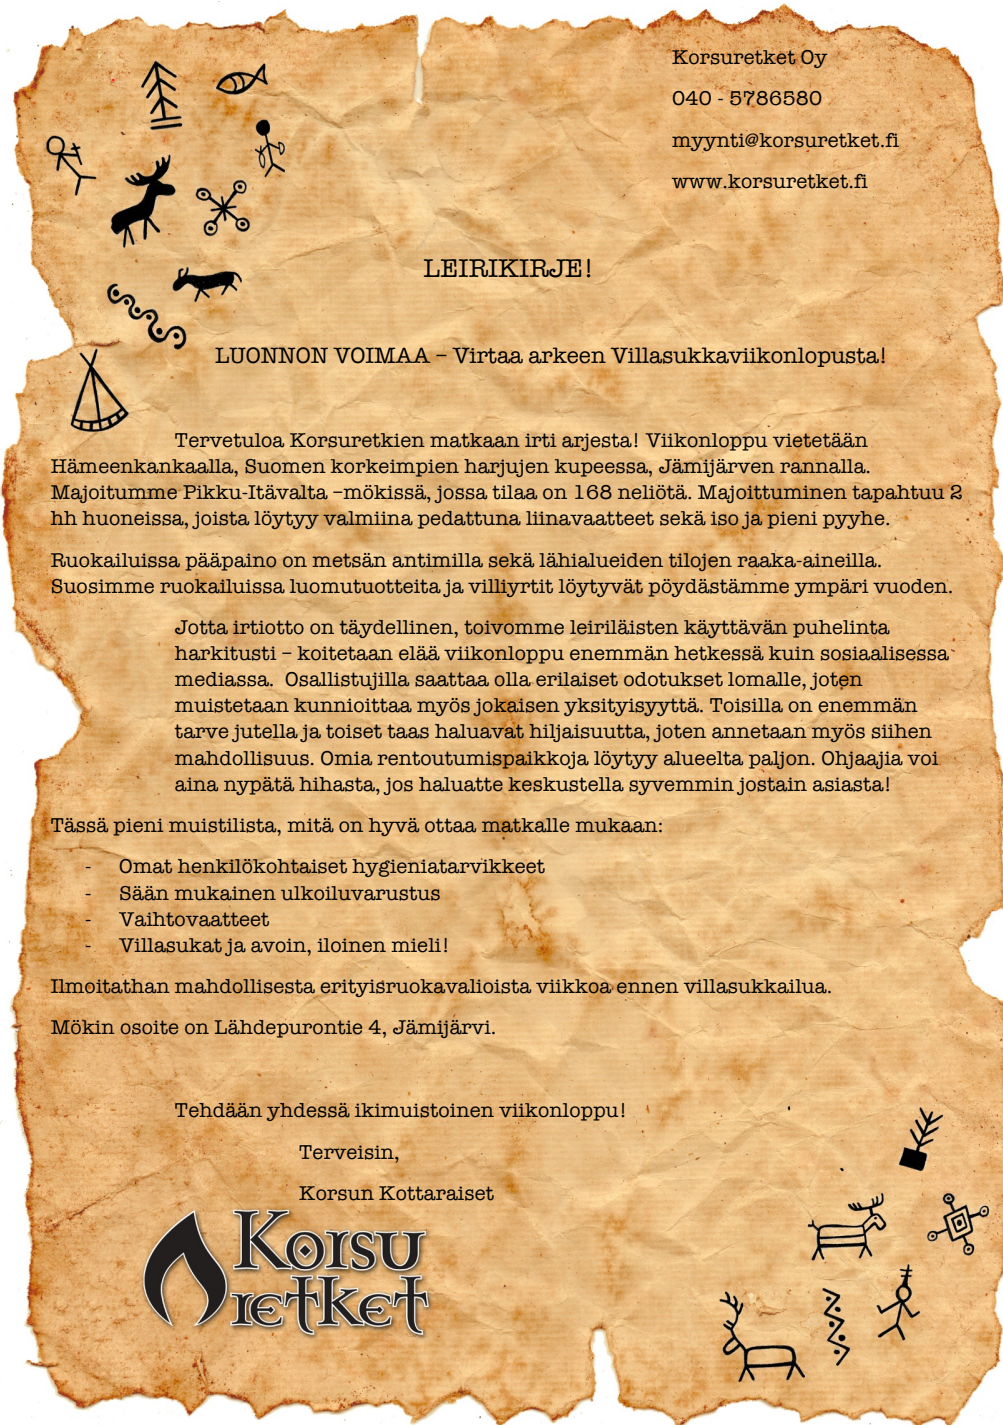 Korsuretket Oy
040 - 5786580
myynti@korsuretket.fi
www.korsuretket.fi
LEIRIKIRJE!
LUONNON VOIMAA – Virtaa arkeen Villasukkaviikonlopusta!
Tervetuloa Korsuretkien matkaan irti arjesta! Viikonloppu vietetään
Hämeenkankaalla, Suomen korkeimpien harjujen kupeessa, Jämijärven rannalla.
Majoitumme Pikku-Itävalta –mökissä, jossa tilaa on 168 neliötä. Majoittuminen tapahtuu 2
hh huoneissa, joista löytyy valmiina pedattuna liinavaatteet sekä iso ja pieni pyyhe.
Ruokailuissa pääpaino on metsän antimilla sekä lähialueiden tilojen raaka-aineilla.
Suosimme ruokailuissa luomutuotteita ja villiyrtit löytyvät pöydästämme ympäri vuoden.
Jotta irtiotto on täydellinen, toivomme leiriläisten käyttävän puhelinta
harkitusti – koitetaan elää viikonloppu enemmän hetkessä kuin sosiaalisessa
mediassa.  Osallistujilla saattaa olla erilaiset odotukset lomalle, joten
muistetaan kunnioittaa myös jokaisen yksityisyyttä. Toisilla on enemmän
tarve jutella ja toiset taas haluavat hiljaisuutta, joten annetaan myös siihen
mahdollisuus. Omia rentoutumispaikkoja löytyy alueelta paljon. Ohjaajia voi
aina nypätä hihasta, jos haluatte keskustella syvemmin jostain asiasta!
Tässä pieni muistilista, mitä on hyvä ottaa matkalle mukaan:
- Omat henkilökohtaiset hygieniatarvikkeet
- Sään mukainen ulkoiluvarustus
- Vaihtovaatteet
- Villasukat ja avoin, iloinen mieli!
Ilmoitathan mahdollisesta erityisruokavalioista viikkoa ennen villasukkailua.
Mökin osoite on Lähdepurontie 4, Jämijärvi.
Tehdään yhdessä ikimuistoinen viikonloppu!
Terveisin,
Korsun Kottaraiset
Korsu
retket